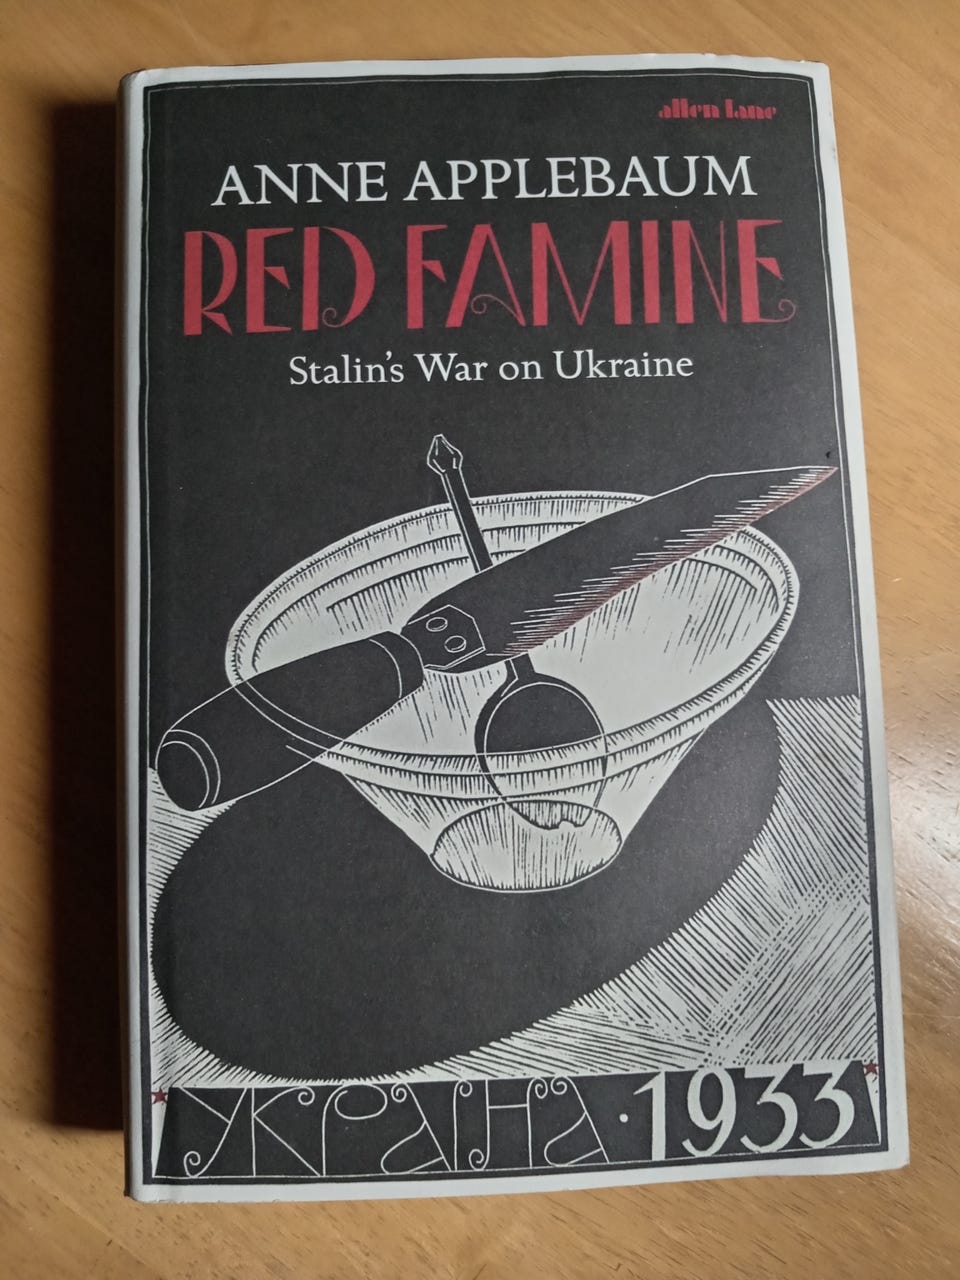 allen lane
ANNE APPLEBAUM
RED FAMINE
Stalin's War on Ukraine
УКРАЇНА · 1933